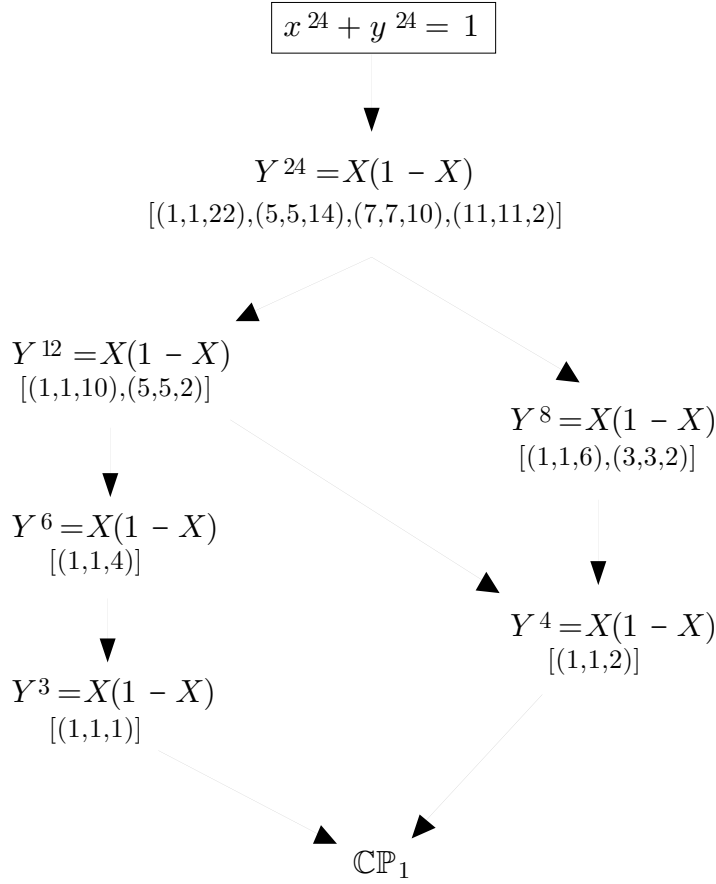 x^24 + y^24 = 1
Y^24 = X(1 − X)
[(1,1,22),(5,5,14),(7,7,10),(11,11,2)]
Y^12 = X(1 − X)
[(1,1,10),(5,5,2)]
Y^8 = X(1 − X)
[(1,1,6),(3,3,2)]
Y^6 = X(1 − X)
[(1,1,4)]
Y^4 = X(1 − X)
[(1,1,2)]
Y^3 = X(1 − X)
[(1,1,1)]
ℂℙ₁